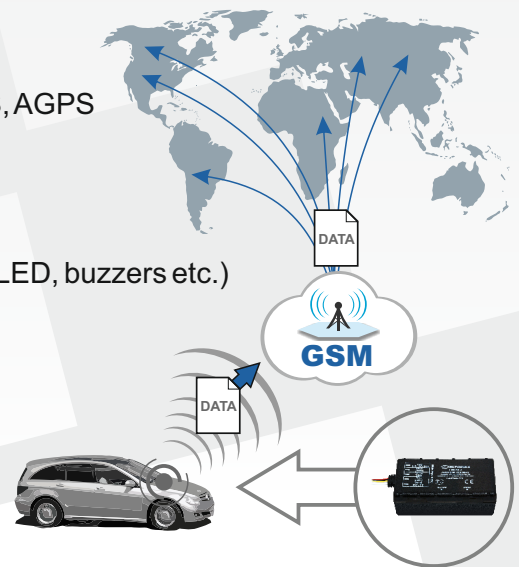 , AGPS
DATA
LED, buzzers etc.)
GSM
DATA